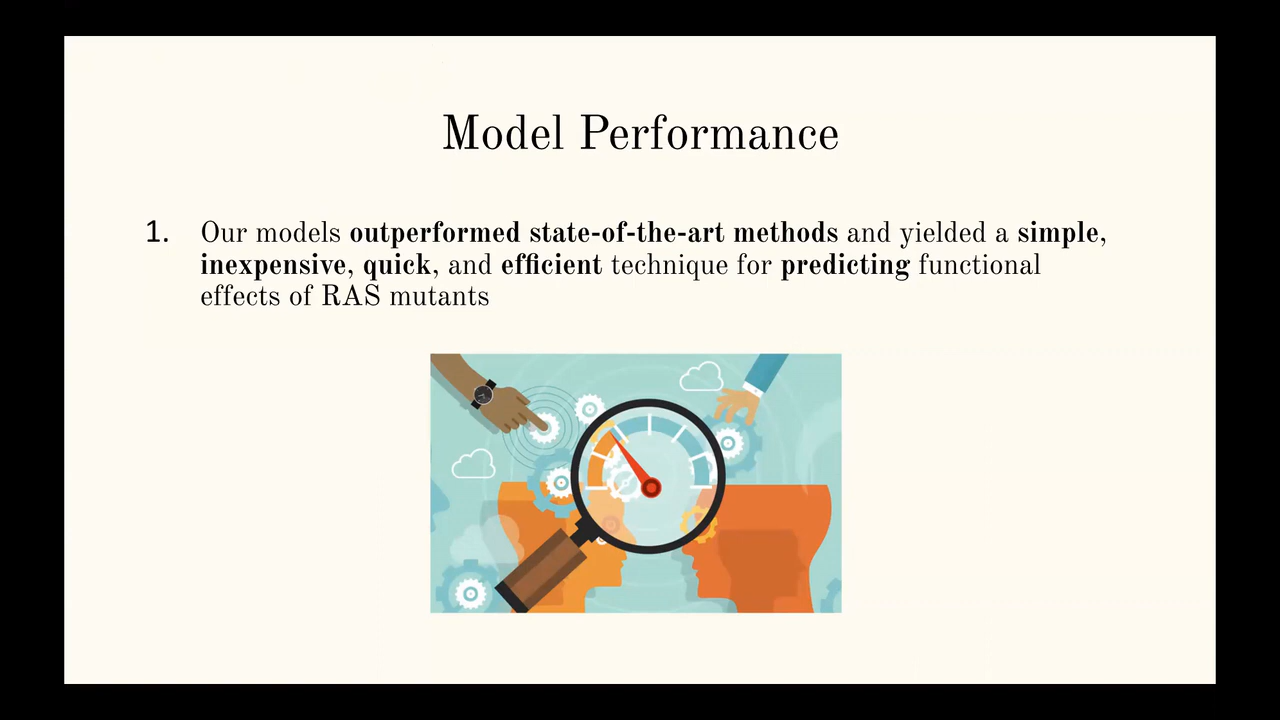 Model Performance
1. Our models outperformed state-of-the-art methods and yielded a simple,
inexpensive, quick, and efficient technique for predicting functional
effects of RAS mutants